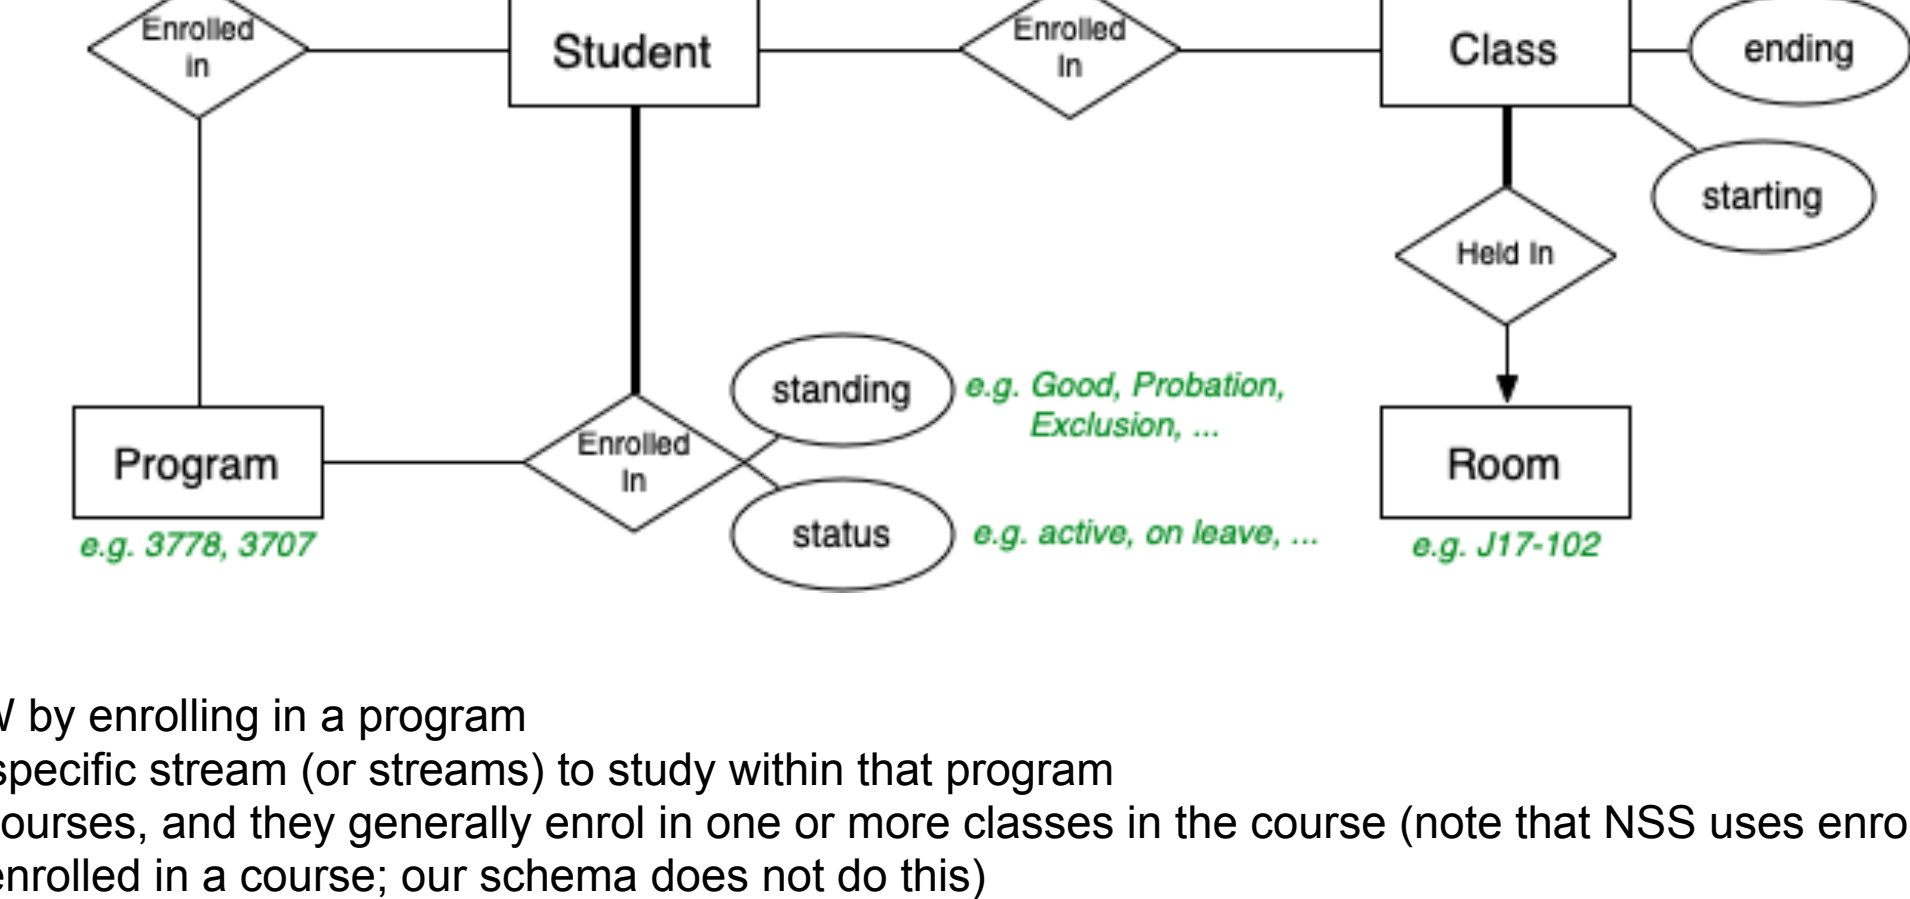 Enrolled
in
Student
Enrolled
In
Class
ending
starting
Held In
standing
e.g. Good, Probation,
Exclusion, ...
Program
Enrolled
In
Room
status
e.g. 3778, 3707
e.g. active, on leave, ...
e.g. J17-102
by enrolling in a program
specific stream (or streams) to study within that program
ourses, and they generally enrol in one or more classes in the course (note that NSS uses enro
enrolled in a course; our schema does not do this)